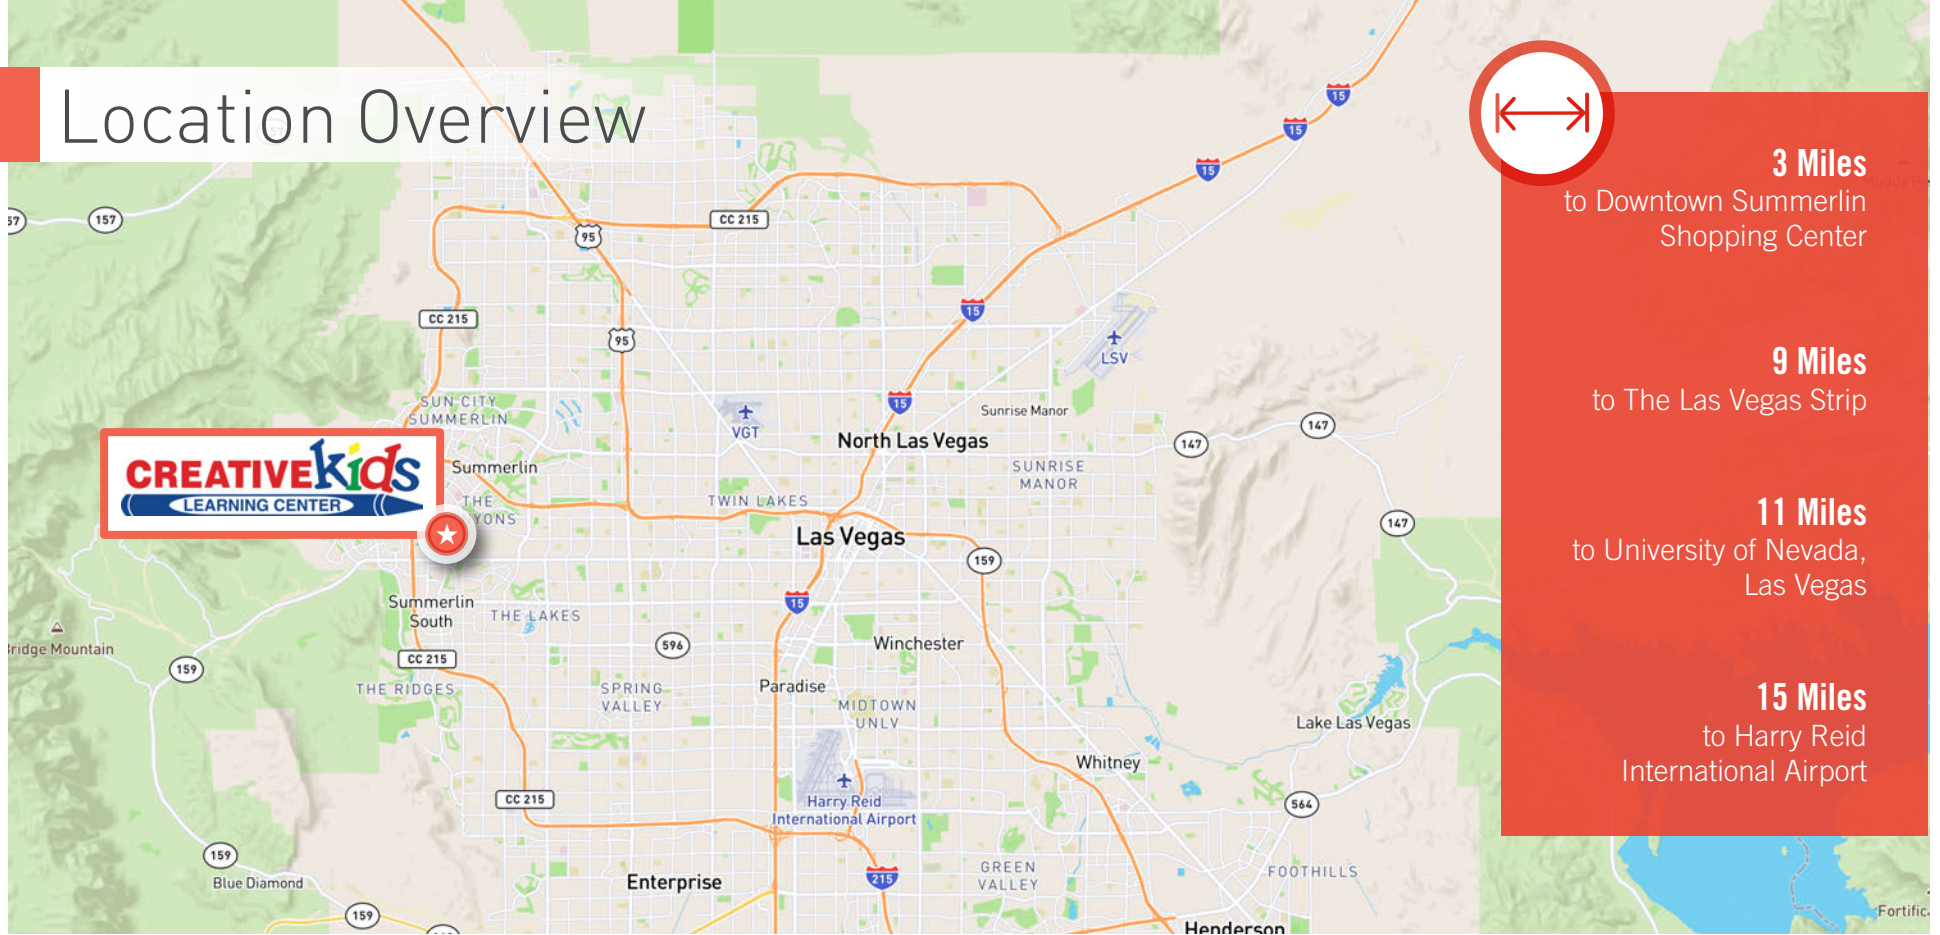 Location Overview
3 Miles
to Downtown Summerlin
Shopping Center
9 Miles
to The Las Vegas Strip
11 Miles
to University of Nevada,
Las Vegas
15 Miles
to Harry Reid
International Airport
CREATIVE kids
LEARNING CENTER
15
15
15
157
CC 215
95
CC 215
95
15
LSV
SUN CITY
SUMMERLIN
15
VGT
Sunrise Manor
North Las Vegas
147
147
Summerlin
SUNRISE
MANOR
THE
YONS
TWIN LAKES
Las Vegas
147
159
Summerlin
South
THE LAKES
15
596
Winchester
Bridge Mountain
159
CC 215
THE RIDGES
SPRING
VALLEY
Paradise
MIDTOWN
UNLV
Lake Las Vegas
Whitney
CC 215
Harry Reid
International Airport
564
159
Blue Diamond
Enterprise
215
GREEN
VALLEY
FOOTHILLS
159
Henderson
Fortific